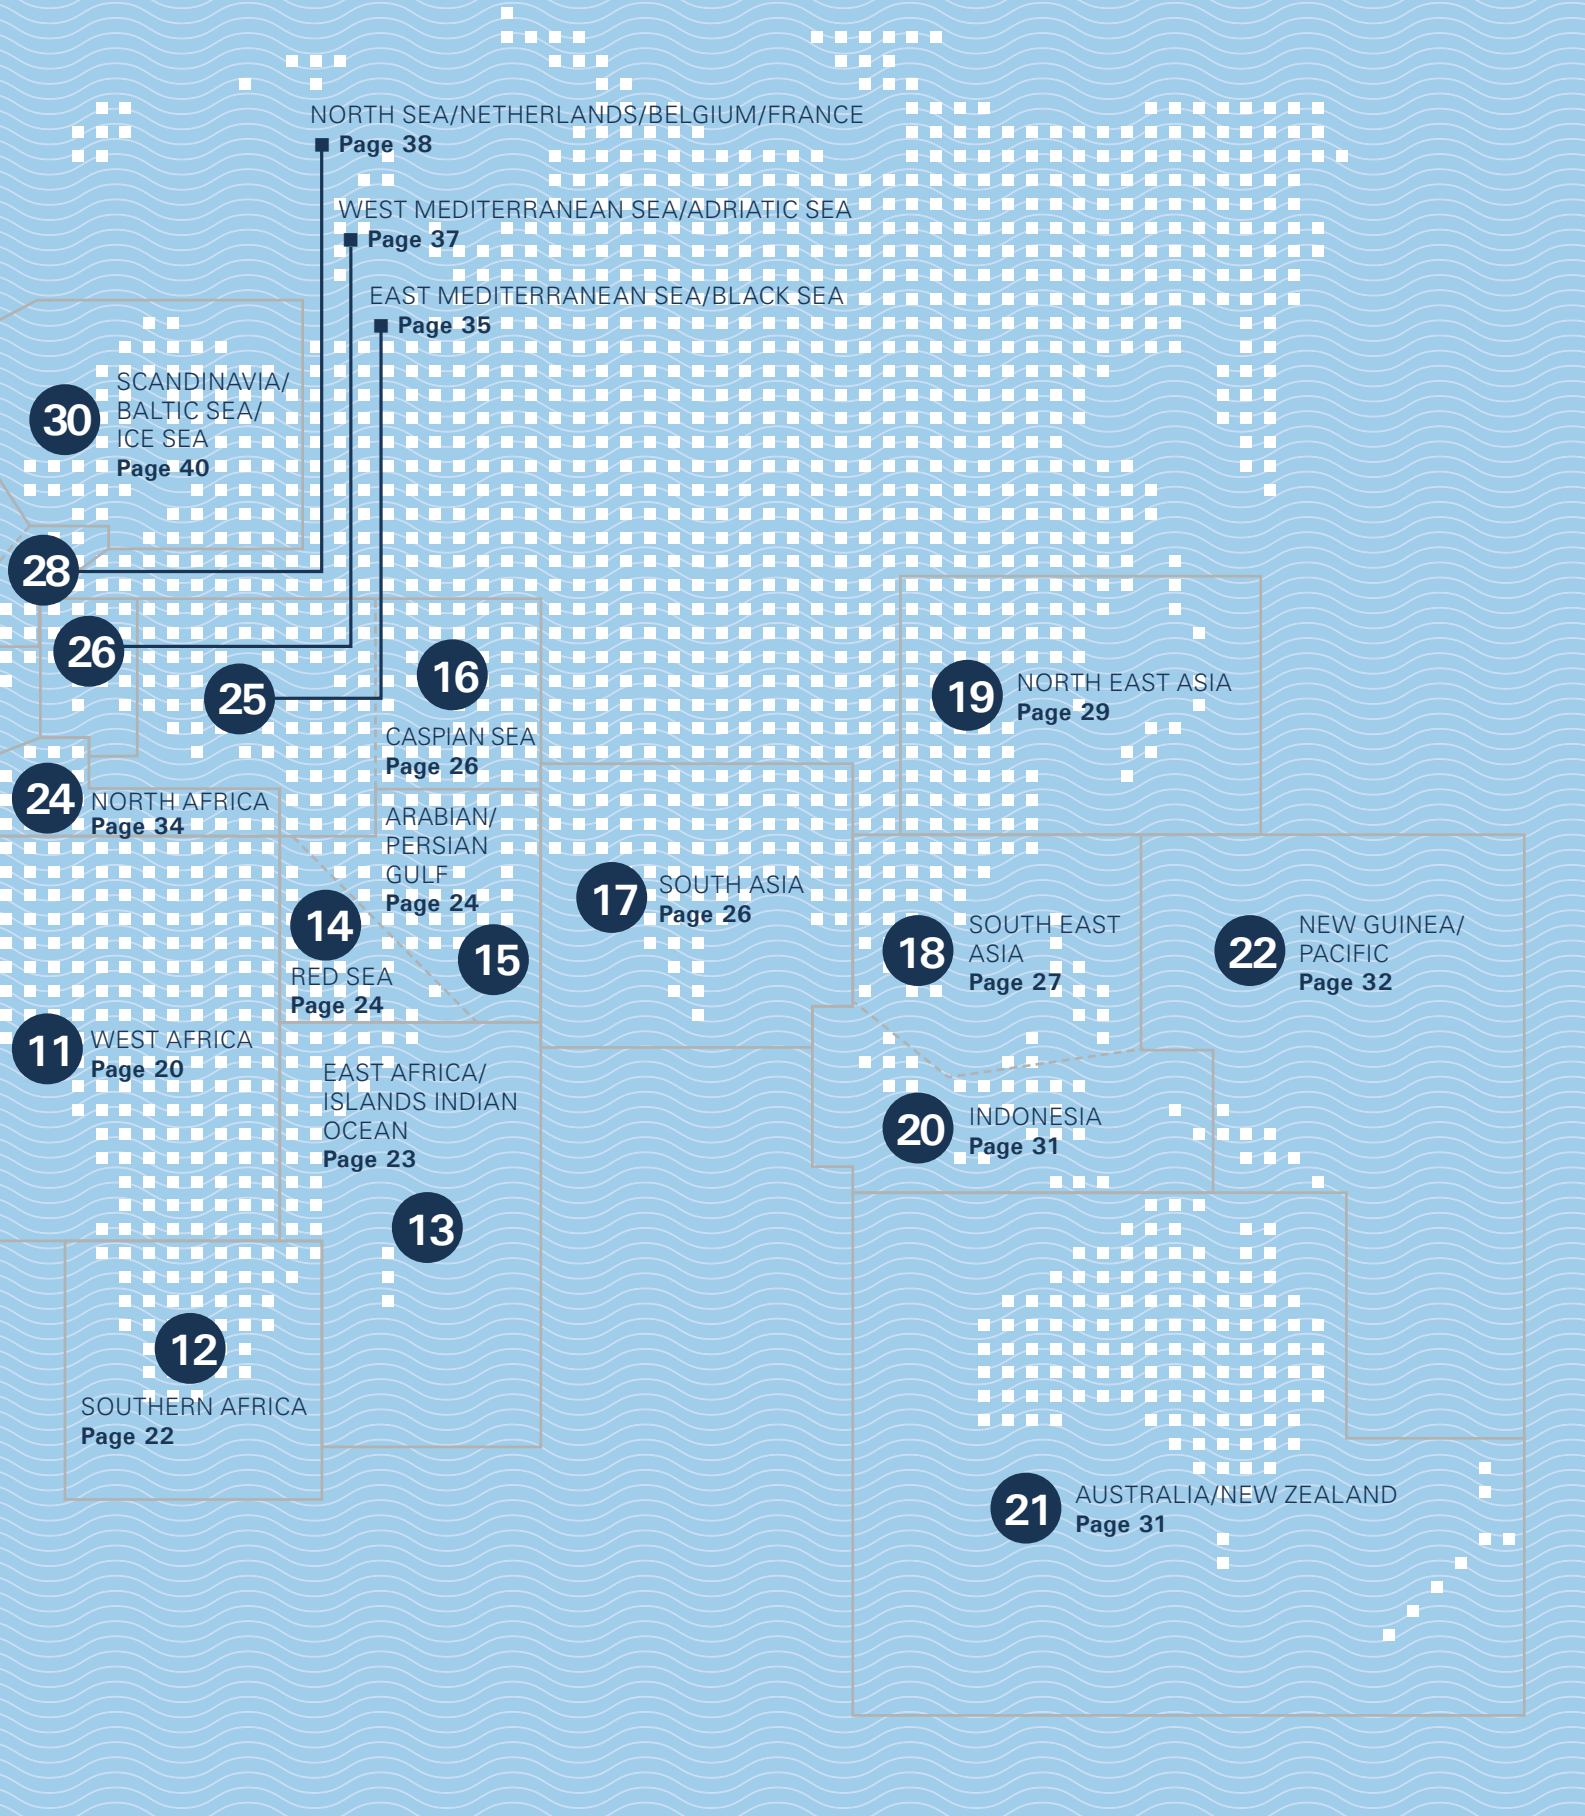 NORTH SEA/NETHERLANDS/BELGIUM/FRANCE
Page 38
WEST MEDITERRANEAN SEA/ADRIATIC SEA
Page 37
EAST MEDITERRANEAN SEA/BLACK SEA
Page 35
30
SCANDINAVIA/
BALTIC SEA/
ICE SEA
Page 40
28
26
25
16
CASPIAN SEA
Page 26
19
NORTH EAST ASIA
Page 29
24
NORTH AFRICA
Page 34
ARABIAN/
PERSIAN
GULF
Page 24
15
14
RED SEA
Page 24
17
SOUTH ASIA
Page 26
18
SOUTH EAST
ASIA
Page 27
22
NEW GUINEA/
PACIFIC
Page 32
11
WEST AFRICA
Page 20
EAST AFRICA/
ISLANDS INDIAN
OCEAN
Page 23
13
20
INDONESIA
Page 31
12
SOUTHERN AFRICA
Page 22
21
AUSTRALIA/NEW ZEALAND
Page 31